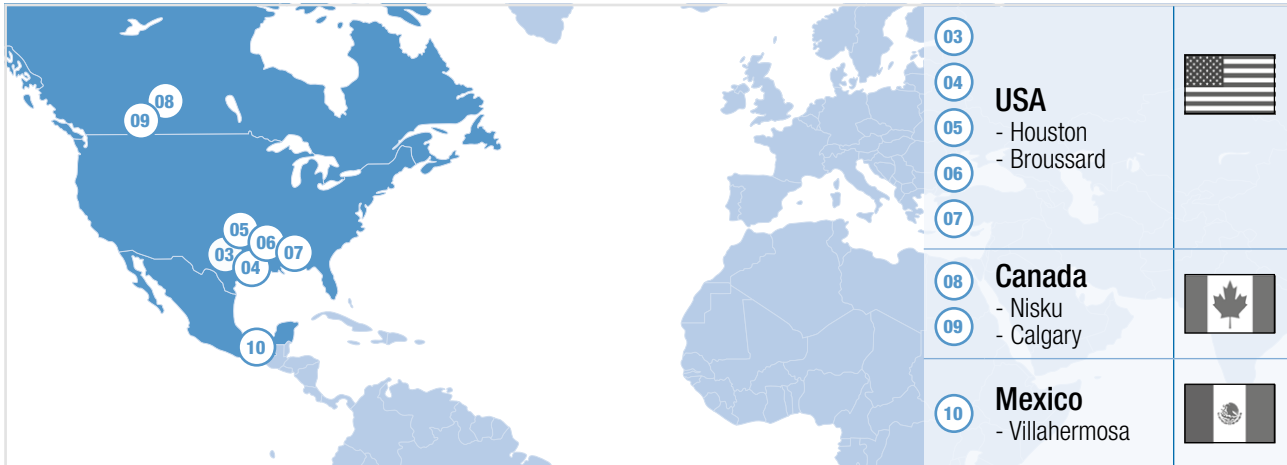 08
09
05
06
03
07
04
10
03
04
05
06
07
USA
- Houston
- Broussard
08
09
Canada
- Nisku
- Calgary
10
Mexico
- Villahermosa